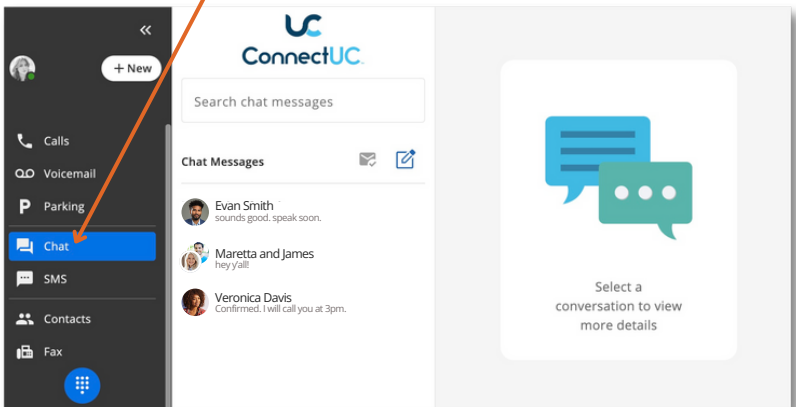 + New
Calls
Voicemail
P Parking
Chat
SMS
Contacts
Fax
UC
ConnectUC
Search chat messages
Chat Messages
Evan Smith
sounds good. speak soon.
Maretta and James
hey y'all!
Veronica Davis
Confirmed. I will call you at 3pm.
Select a
conversation to view
more details